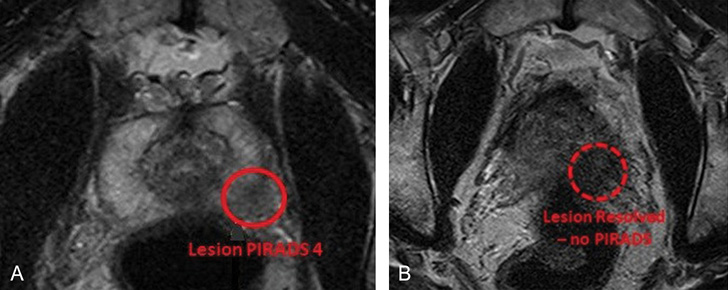 Lesion PIRADS 4
A
Lesion Resolved
– no PIRADS
B